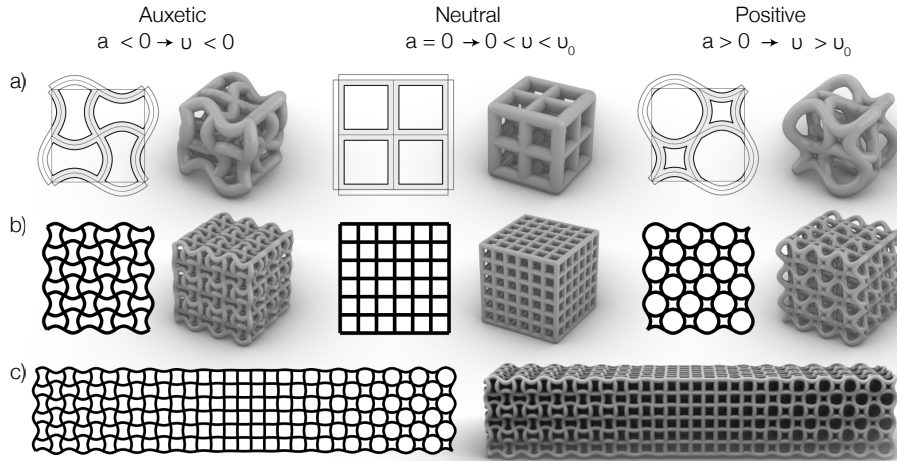 Auxetic Neutral Positive
a < 0 → υ < 0 a = 0 → 0 < υ < υ₀ a > 0 → υ > υ₀
a)
b)
c)